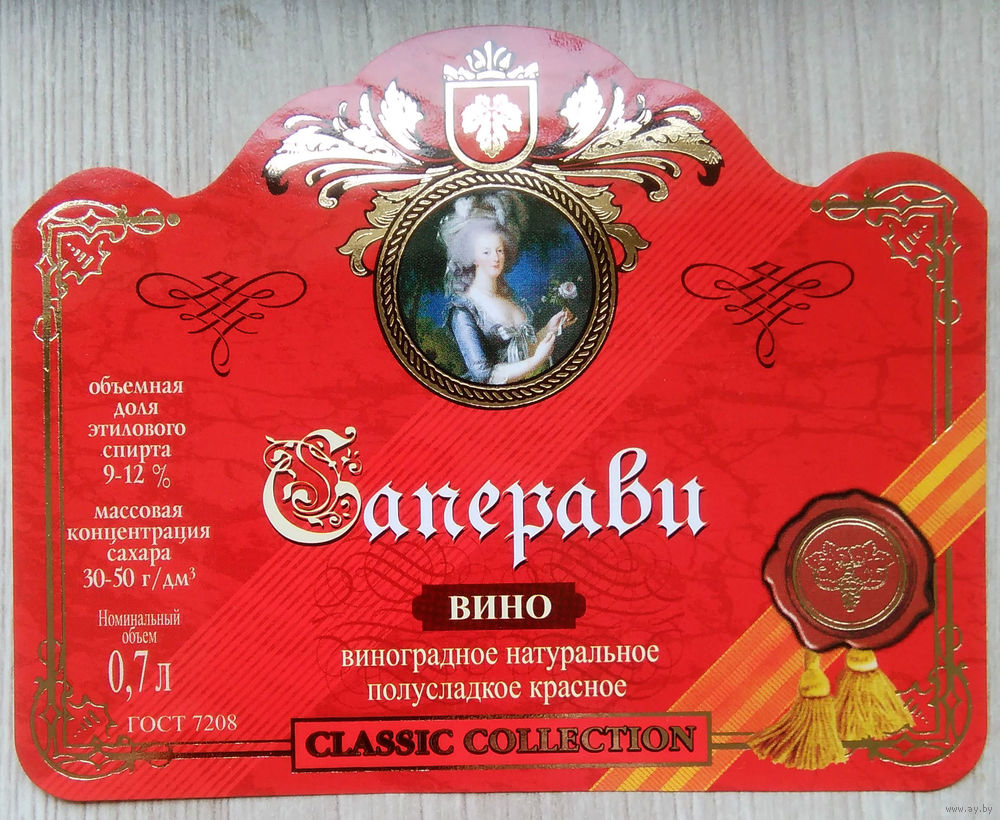 Саперави
ВИНО
виноградное натуральное
полусладкое красное
CLASSIC COLLECTION
объемная
доля
этилового
спирта
9-12 %
массовая
концентрация
сахара
30-50 г/дм³
Номинальный
объем
0,7 л
ГОСТ 7208
www.ay.by